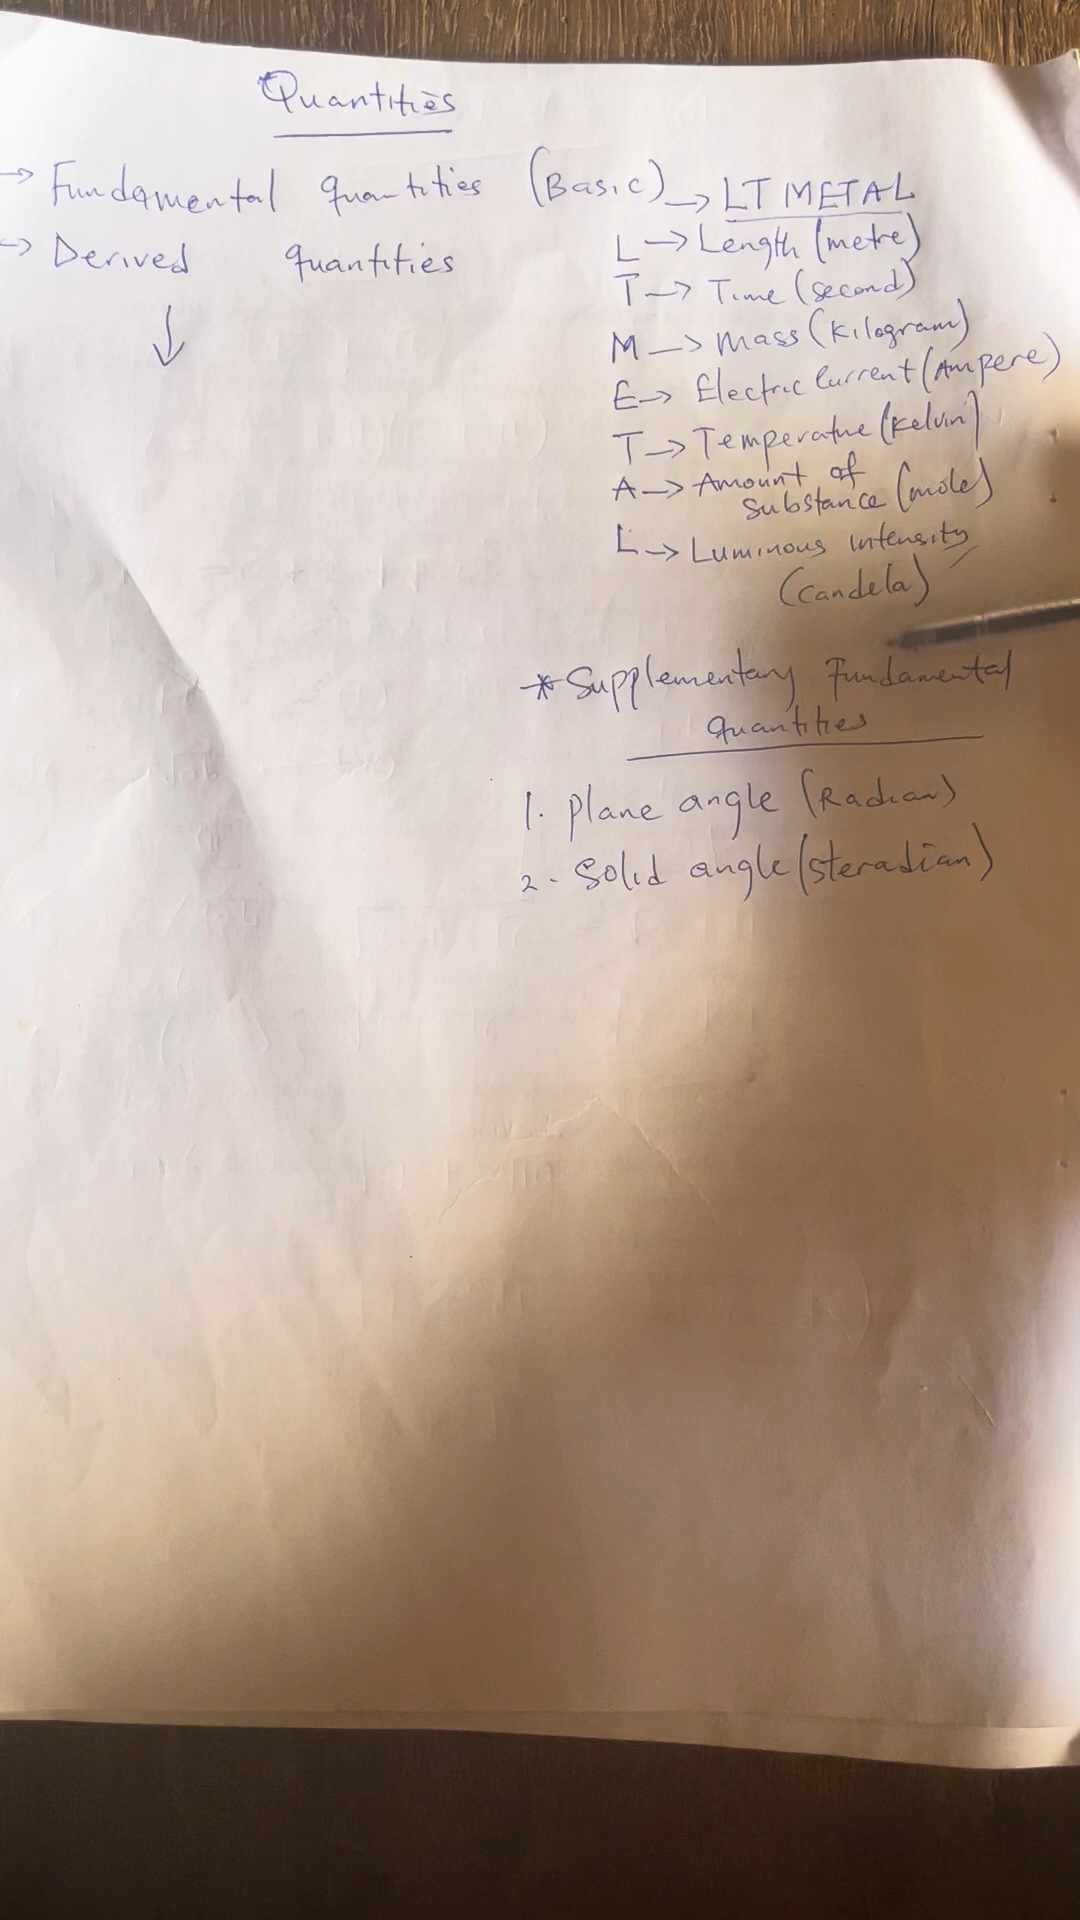 Quantities
→ Fundamental quantities (Basic) → LT METAL
→ Derived quantities
↓
L → Length (metre)
T → Time (second)
M → Mass (Kilogram)
E → Electric Current (Ampere)
T → Temperature (Kelvin)
A → Amount of
Substance (mole)
L → Luminous intensity
(Candela)
* Supplementary Fundamental
quantities
1. Plane angle (Radian)
2. Solid angle (steradian)